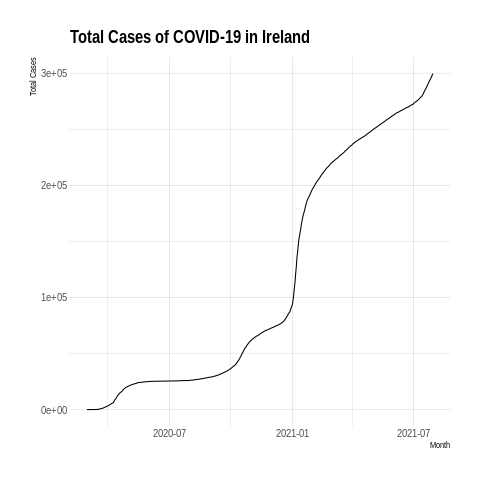 Total Cases of COVID-19 in Ireland
Total Cases
3e+05
2e+05
1e+05
0e+00
2020-07 2021-01 2021-07
Month